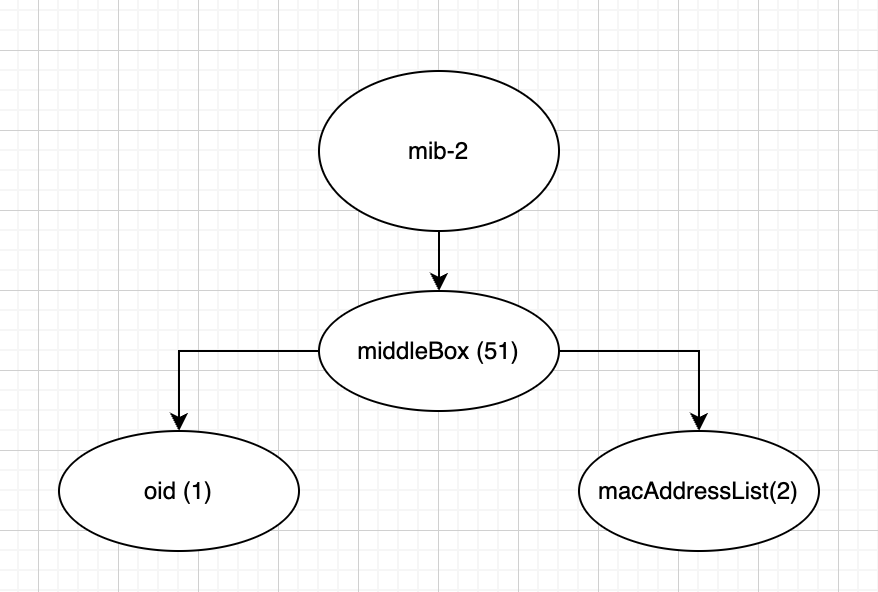 mib-2
middleBox (51)
oid (1)
macAddressList(2)